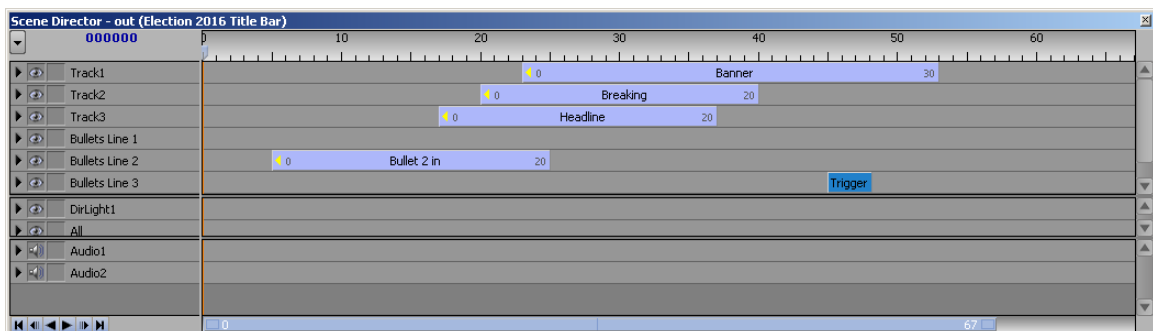 Scene Director - out (Election 2016 Title Bar)
000000 0 10 20 30 40 50 60
Track1 0 Banner 30
Track2 0 Breaking 20
Track3 0 Headline 20
Bullets Line 1
Bullets Line 2 0 Bullet 2 in 20
Bullets Line 3 Trigger
DirLight1
All
Audio1
Audio2
0 67